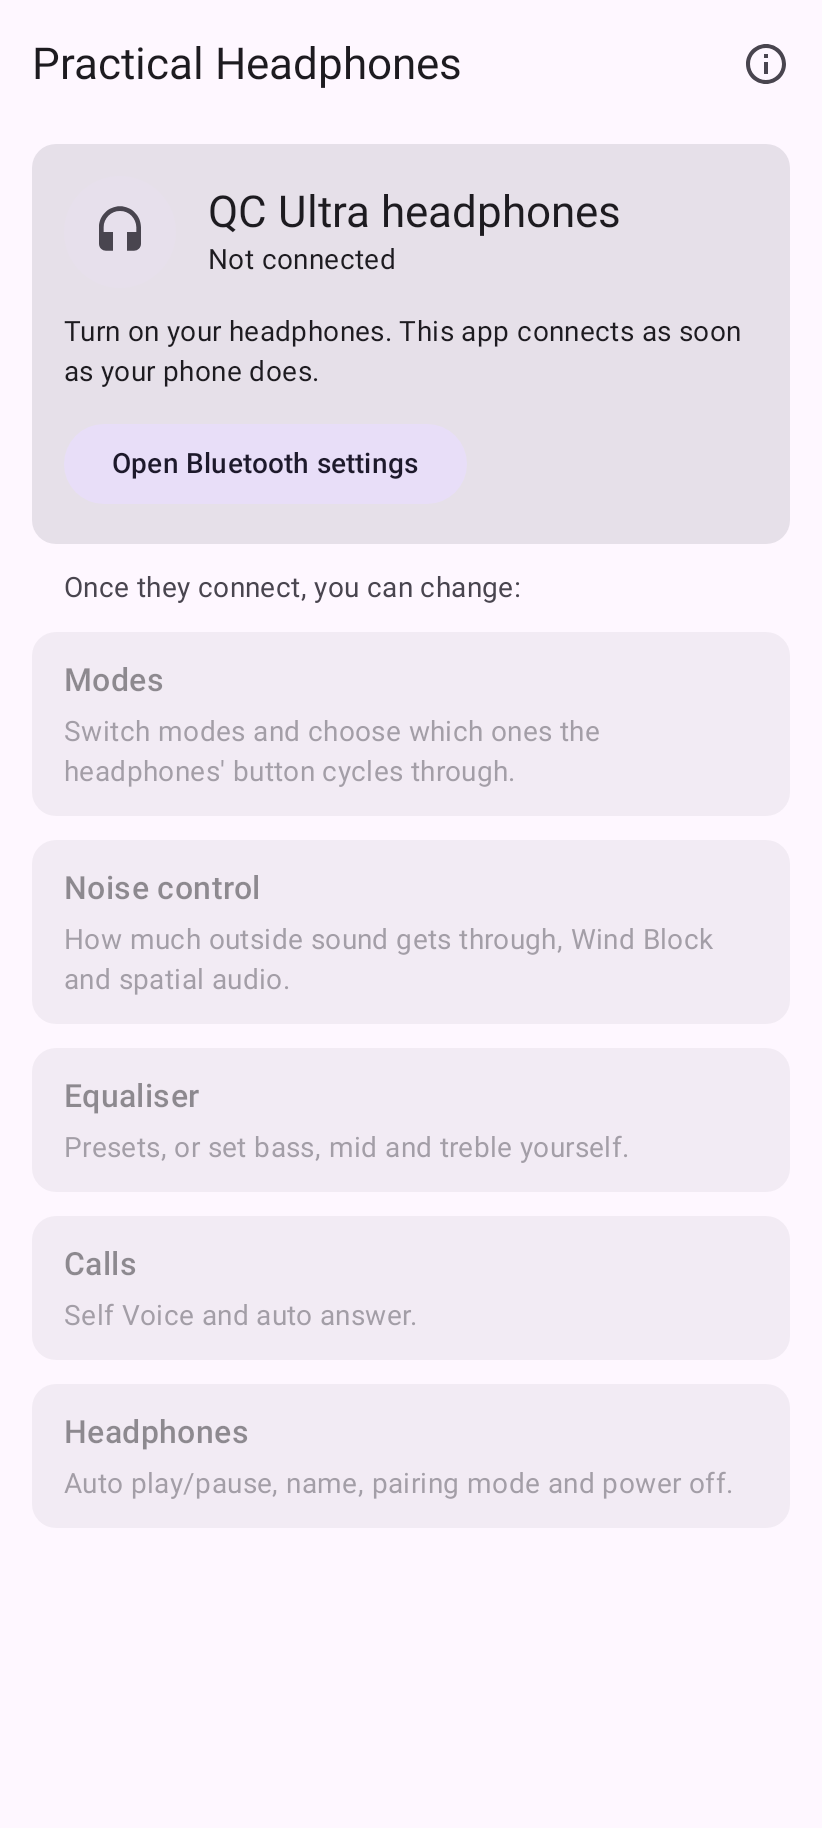 Practical Headphones
QC Ultra headphones
Not connected
Turn on your headphones. This app connects as soon
as your phone does.
Open Bluetooth settings
Once they connect, you can change:
Modes
Switch modes and choose which ones the
headphones' button cycles through.
Noise control
How much outside sound gets through, Wind Block
and spatial audio.
Equaliser
Presets, or set bass, mid and treble yourself.
Calls
Self Voice and auto answer.
Headphones
Auto play/pause, name, pairing mode and power off.